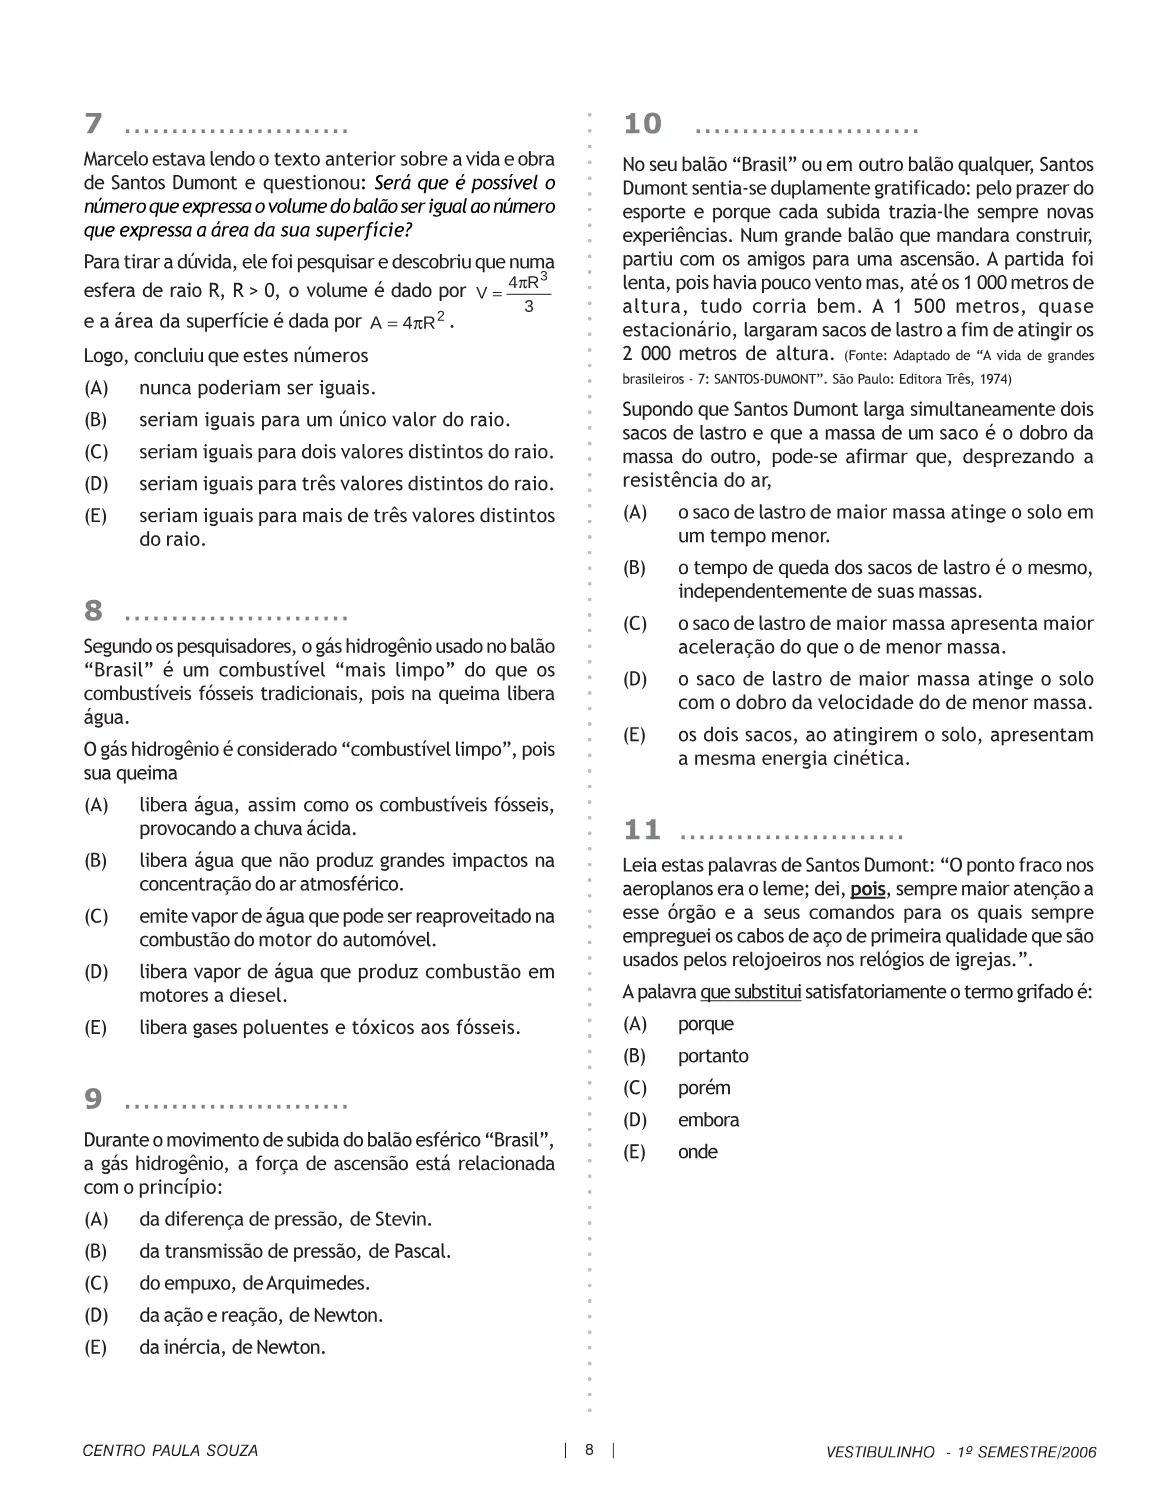 7 ........................
Marcelo estava lendo o texto anterior sobre a vida e obra
de Santos Dumont e questionou: Será que é possível o
número que expressa o volume do balão ser igual ao número
que expressa a área da sua superfície?
Para tirar a dúvida, ele foi pesquisar e descobriu que numa
esfera de raio R, R > 0, o volume é dado por V = 4πR³/3
e a área da superfície é dada por A = 4πR² .
Logo, concluiu que estes números
(A) nunca poderiam ser iguais.
(B) seriam iguais para um único valor do raio.
(C) seriam iguais para dois valores distintos do raio.
(D) seriam iguais para três valores distintos do raio.
(E) seriam iguais para mais de três valores distintos
do raio.
8 ........................
Segundo os pesquisadores, o gás hidrogênio usado no balão
“Brasil” é um combustível “mais limpo” do que os
combustíveis fósseis tradicionais, pois na queima libera
água.
O gás hidrogênio é considerado “combustível limpo”, pois
sua queima
(A) libera água, assim como os combustíveis fósseis,
provocando a chuva ácida.
(B) libera água que não produz grandes impactos na
concentração do ar atmosférico.
(C) emite vapor de água que pode ser reaproveitado na
combustão do motor do automóvel.
(D) libera vapor de água que produz combustão em
motores a diesel.
(E) libera gases poluentes e tóxicos aos fósseis.
9 ........................
Durante o movimento de subida do balão esférico “Brasil”,
a gás hidrogênio, a força de ascensão está relacionada
com o princípio:
(A) da diferença de pressão, de Stevin.
(B) da transmissão de pressão, de Pascal.
(C) do empuxo, de Arquimedes.
(D) da ação e reação, de Newton.
(E) da inércia, de Newton.
10 ........................
No seu balão “Brasil” ou em outro balão qualquer, Santos
Dumont sentia-se duplamente gratificado: pelo prazer do
esporte e porque cada subida trazia-lhe sempre novas
experiências. Num grande balão que mandara construir,
partiu com os amigos para uma ascensão. A partida foi
lenta, pois havia pouco vento mas, até os 1 000 metros de
altura, tudo corria bem. A 1 500 metros, quase
estacionário, largaram sacos de lastro a fim de atingir os
2 000 metros de altura. (Fonte: Adaptado de “A vida de grandes
brasileiros - 7: SANTOS-DUMONT”. São Paulo: Editora Três, 1974)
Supondo que Santos Dumont larga simultaneamente dois
sacos de lastro e que a massa de um saco é o dobro da
massa do outro, pode-se afirmar que, desprezando a
resistência do ar,
(A) o saco de lastro de maior massa atinge o solo em
um tempo menor.
(B) o tempo de queda dos sacos de lastro é o mesmo,
independentemente de suas massas.
(C) o saco de lastro de maior massa apresenta maior
aceleração do que o de menor massa.
(D) o saco de lastro de maior massa atinge o solo
com o dobro da velocidade do de menor massa.
(E) os dois sacos, ao atingirem o solo, apresentam
a mesma energia cinética.
11 ........................
Leia estas palavras de Santos Dumont: “O ponto fraco nos
aeroplanos era o leme; dei, pois, sempre maior atenção a
esse órgão e a seus comandos para os quais sempre
empreguei os cabos de aço de primeira qualidade que são
usados pelos relojoeiros nos relógios de igrejas.”.
A palavra que substitui satisfatoriamente o termo grifado é:
(A) porque
(B) portanto
(C) porém
(D) embora
(E) onde
CENTRO PAULA SOUZA | 8 | VESTIBULINHO - 1º SEMESTRE/2006